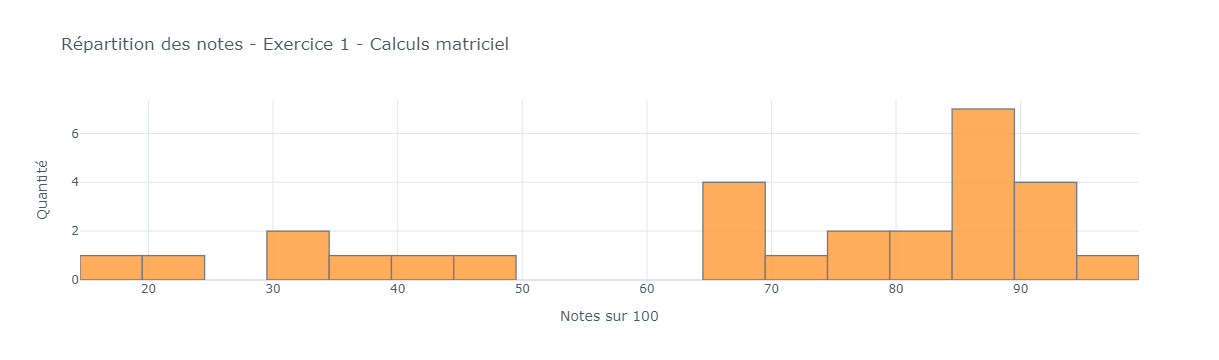 Répartition des notes - Exercice 1 - Calculs matriciel
6
4
2
0
Quantité
20 30 40 50 60 70 80 90
Notes sur 100